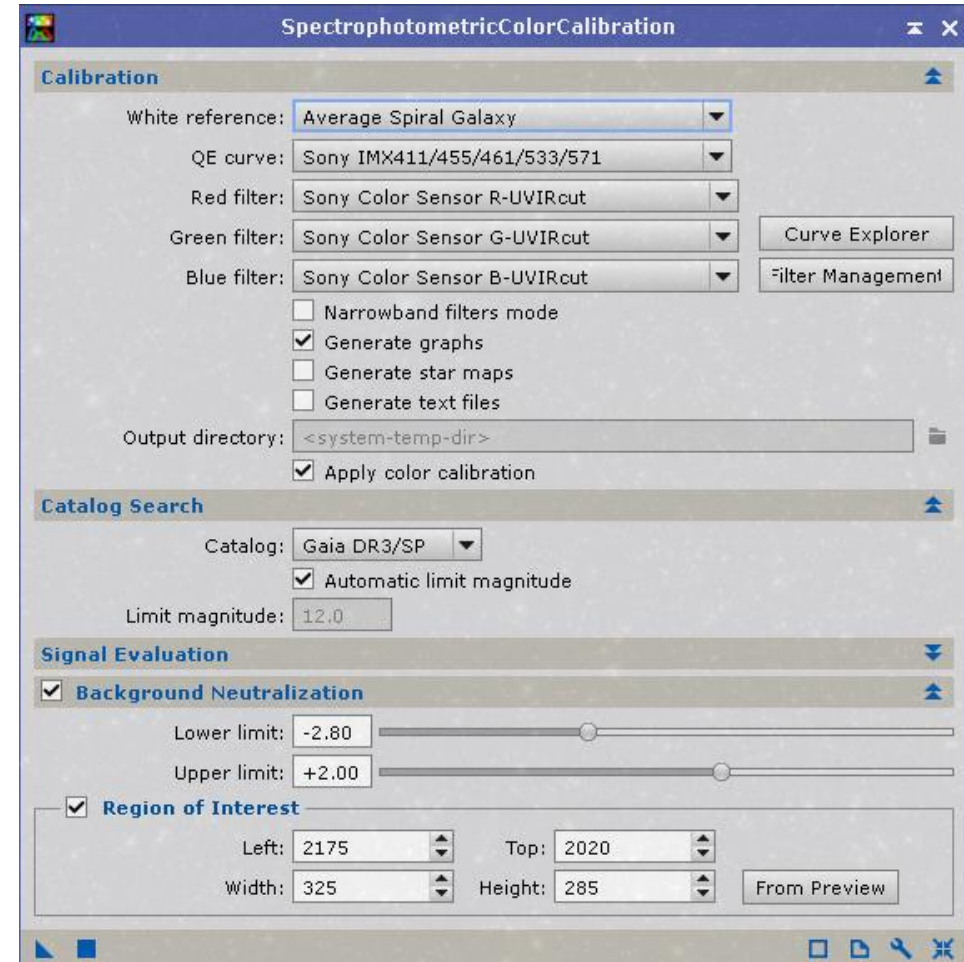 SpectrophotometricColorCalibration
Calibration
White reference: Average Spiral Galaxy
QE curve: Sony IMX411/455/461/533/571
Red filter: Sony Color Sensor R-UVIRcut
Green filter: Sony Color Sensor G-UVIRcut Curve Explorer
Blue filter: Sony Color Sensor B-UVIRcut Filter Management
Narrowband filters mode
Generate graphs
Generate star maps
Generate text files
Output directory: <system-temp-dir>
Apply color calibration
Catalog Search
Catalog: Gaia DR3/SP
Automatic limit magnitude
Limit magnitude: 12.0
Signal Evaluation
Background Neutralization
Lower limit: -2.80
Upper limit: +2.00
Region of Interest
Left: 2175 Top: 2020
Width: 325 Height: 285 From Preview